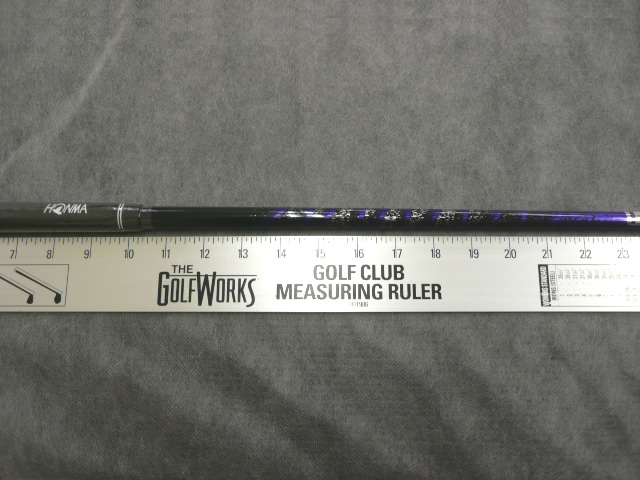 HONMA
7 8 9 10 11 12 13 14 15 16 17 18 19 20 21 22 23
THE
GOLFWORKS
GOLF CLUB
MEASURING RULER
©1986